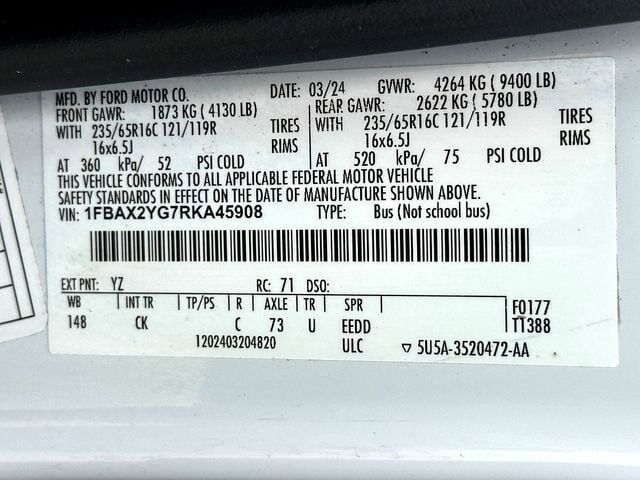 MFD. BY FORD MOTOR CO. DATE: 03/24 GVWR: 4264 KG (9400 LB)
FRONT GAWR: 1873 KG (4130 LB) REAR GAWR: 2622 KG (5780 LB)
WITH 235/65R16C 121/119R TIRES WITH 235/65R16C 121/119R TIRES
16x6.5J RIMS 16x6.5J RIMS
AT 360 kPa/ 52 PSI COLD AT 520 kPa/ 75 PSI COLD
THIS VEHICLE CONFORMS TO ALL APPLICABLE FEDERAL MOTOR VEHICLE
SAFETY STANDARDS IN EFFECT ON THE DATE OF MANUFACTURE SHOWN ABOVE.
VIN: 1FBAX2YG7RKA45908 TYPE: Bus (Not school bus)
EXT PNT: YZ RC: 71 DSO:
WB INT TR TP/PS R AXLE TR SPR F0177
148 CK C 73 U EEDD TT388
1202403204820 ULC ▽ 5U5A-3520472-AA